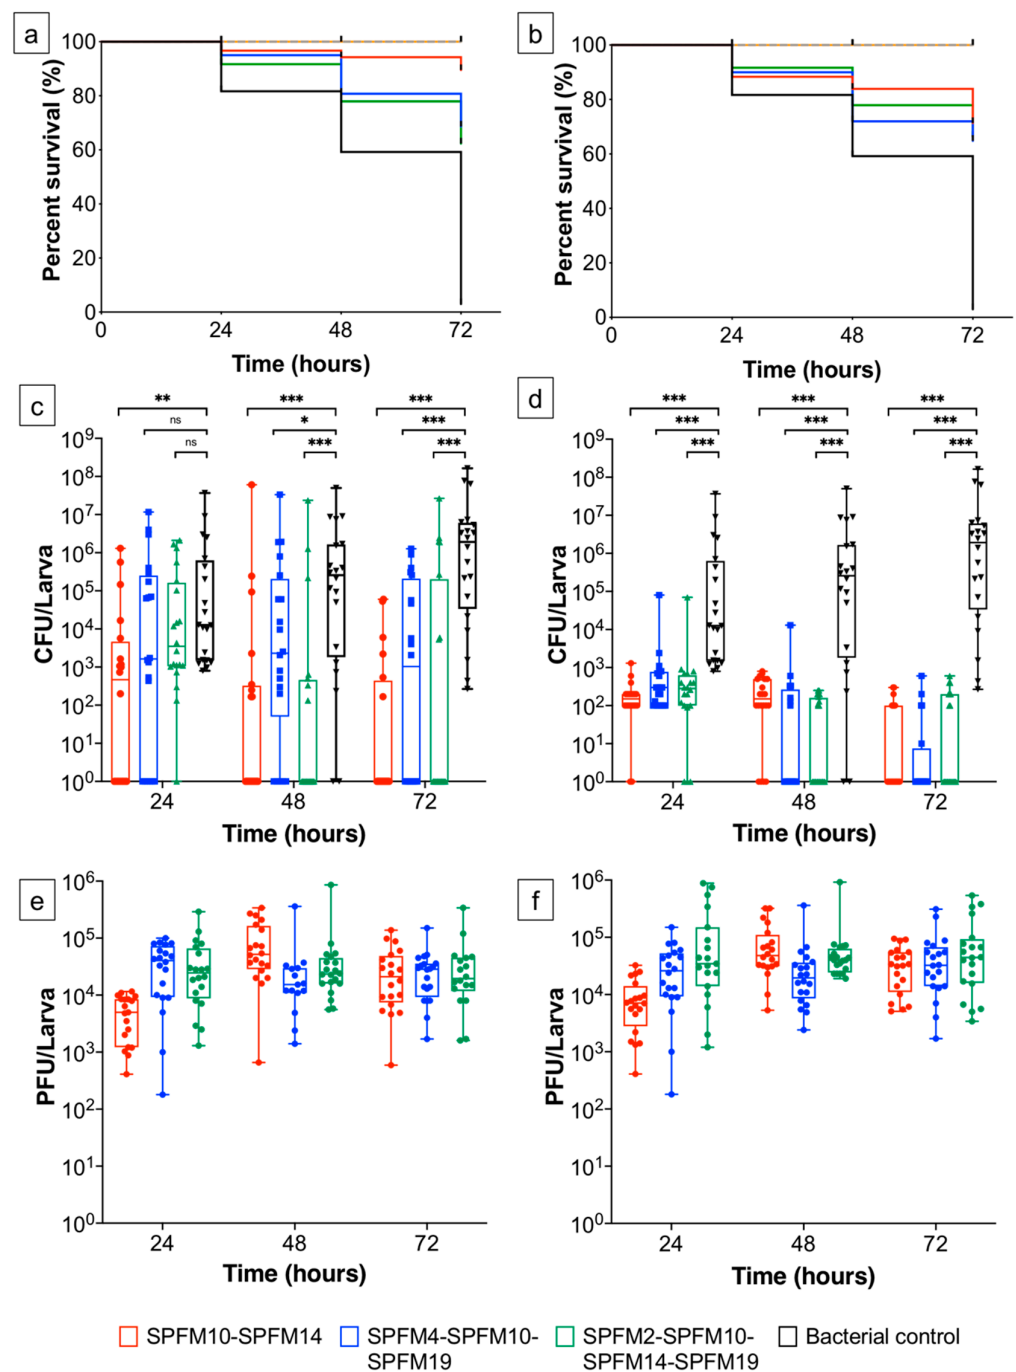 a
100
80
60
40
20
0
Percent survival (%)
0 24 48 72
Time (hours)
b
100
80
60
40
20
0
Percent survival (%)
0 24 48 72
Time (hours)
c
** *** ***
ns * ***
ns *** ***
10⁹
10⁸
10⁷
10⁶
10⁵
10⁴
10³
10²
10¹
10⁰
CFU/Larva
24 48 72
Time (hours)
d
*** *** ***
*** *** ***
*** *** ***
10⁹
10⁸
10⁷
10⁶
10⁵
10⁴
10³
10²
10¹
10⁰
CFU/Larva
24 48 72
Time (hours)
e
10⁶
10⁵
10⁴
10³
10²
10¹
10⁰
PFU/Larva
24 48 72
Time (hours)
f
10⁶
10⁵
10⁴
10³
10²
10¹
10⁰
PFU/Larva
24 48 72
Time (hours)
SPFM10-SPFM14
SPFM4-SPFM10-
SPFM19
SPFM2-SPFM10-
SPFM14-SPFM19
Bacterial control